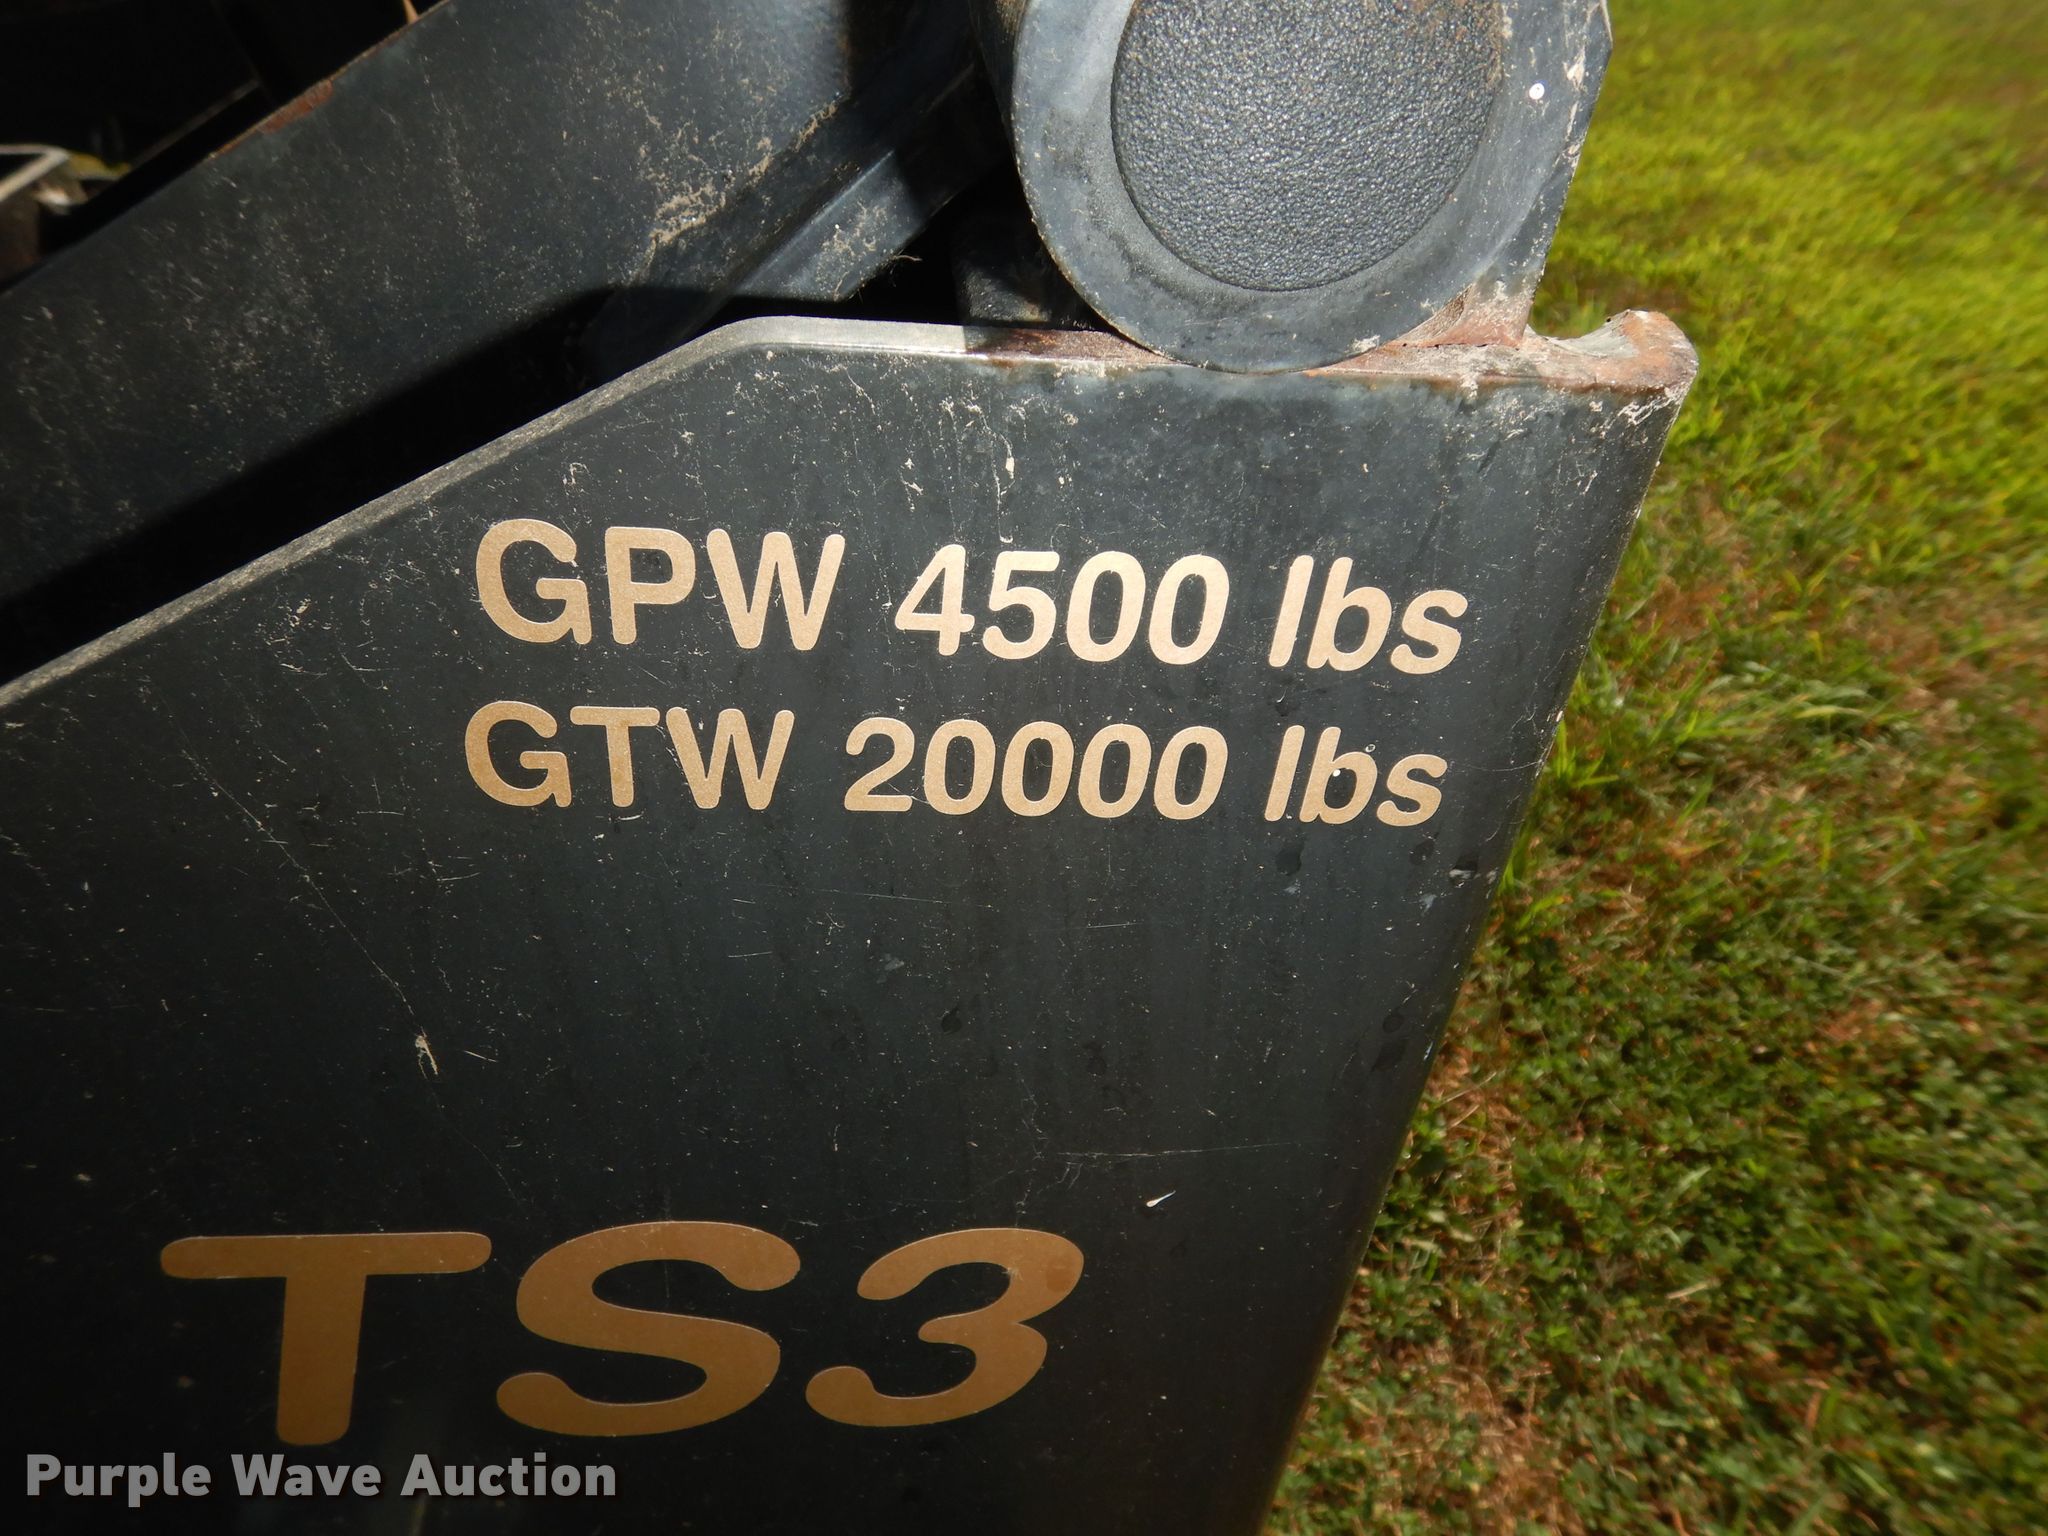 GPW 4500 lbs
GTW 20000 lbs
TS3
Purple Wave Auction